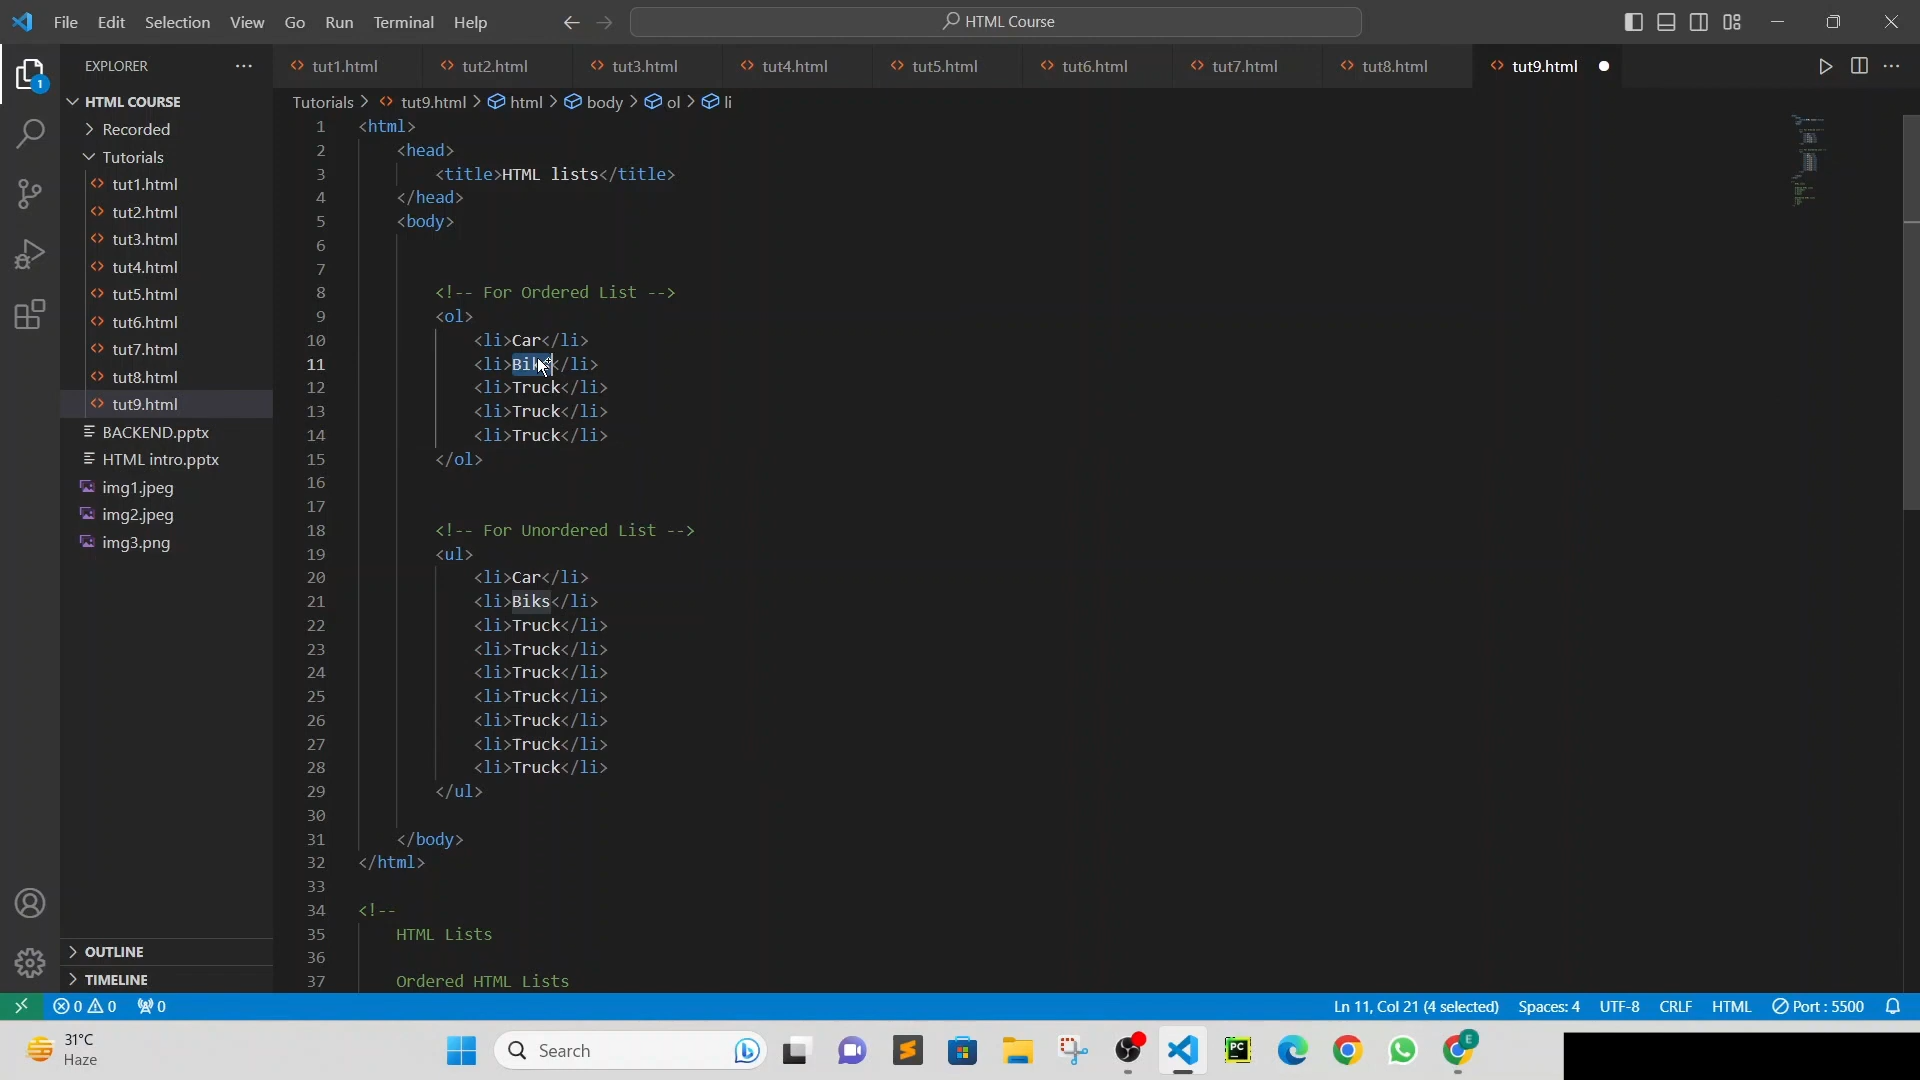 File Edit Selection View Go Run Terminal Help
HTML Course
EXPLORER
tut1.html
tut2.html
tut3.html
tut4.html
tut5.html
tut6.html
tut7.html
tut8.html
tut9.html
HTML COURSE
Recorded
Tutorials
tut1.html
tut2.html
tut3.html
tut4.html
tut5.html
tut6.html
tut7.html
tut8.html
tut9.html
BACKEND.pptx
HTML intro.pptx
img1.jpeg
img2.jpeg
img3.png
OUTLINE
TIMELINE
1
Tutorials > tut9.html > html > body > ol > li
1 <html>
2 <head>
3 <title>HTML lists</title>
4 </head>
5 <body>
6
7
8 <!-- For Ordered List -->
9 <ol>
10 <li>Car</li>
11 <li>Biks</li>
12 <li>Truck</li>
13 <li>Truck</li>
14 <li>Truck</li>
15 </ol>
16
17
18 <!-- For Unordered List -->
19 <ul>
20 <li>Car</li>
21 <li>Biks</li>
22 <li>Truck</li>
23 <li>Truck</li>
24 <li>Truck</li>
25 <li>Truck</li>
26 <li>Truck</li>
27 <li>Truck</li>
28 <li>Truck</li>
29 </ul>
30
31 </body>
32 </html>
33
34 <!--
35 HTML Lists
36
37 Ordered HTML Lists
0 0 0
Ln 11, Col 21 (4 selected) Spaces: 4 UTF-8 CRLF HTML Port : 5500
31°C
Haze
Search
PC
E